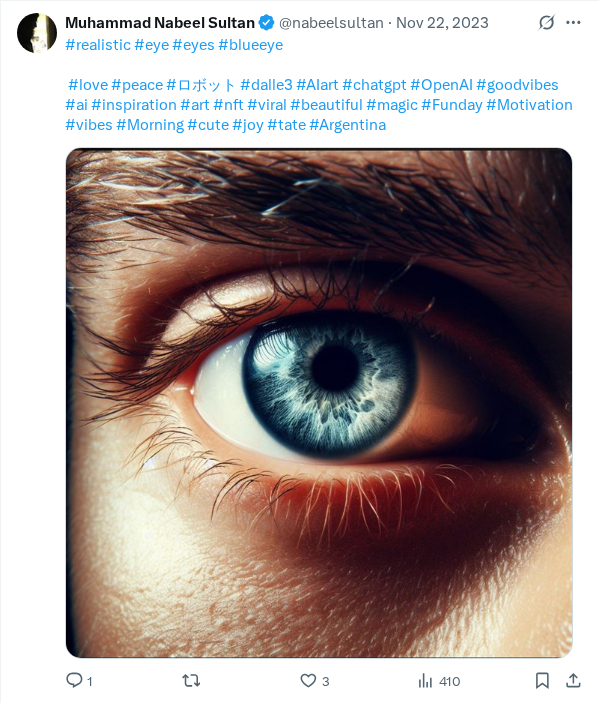 Muhammad Nabeel Sultan @nabeelsultan · Nov 22, 2023
#realistic #eye #eyes #blueeye
#love #peace #ロボット #dalle3 #AIart #chatgpt #OpenAI #goodvibes
#ai #inspiration #art #nft #viral #beautiful #magic #Funday #Motivation
#vibes #Morning #cute #joy #tate #Argentina
1 3 410